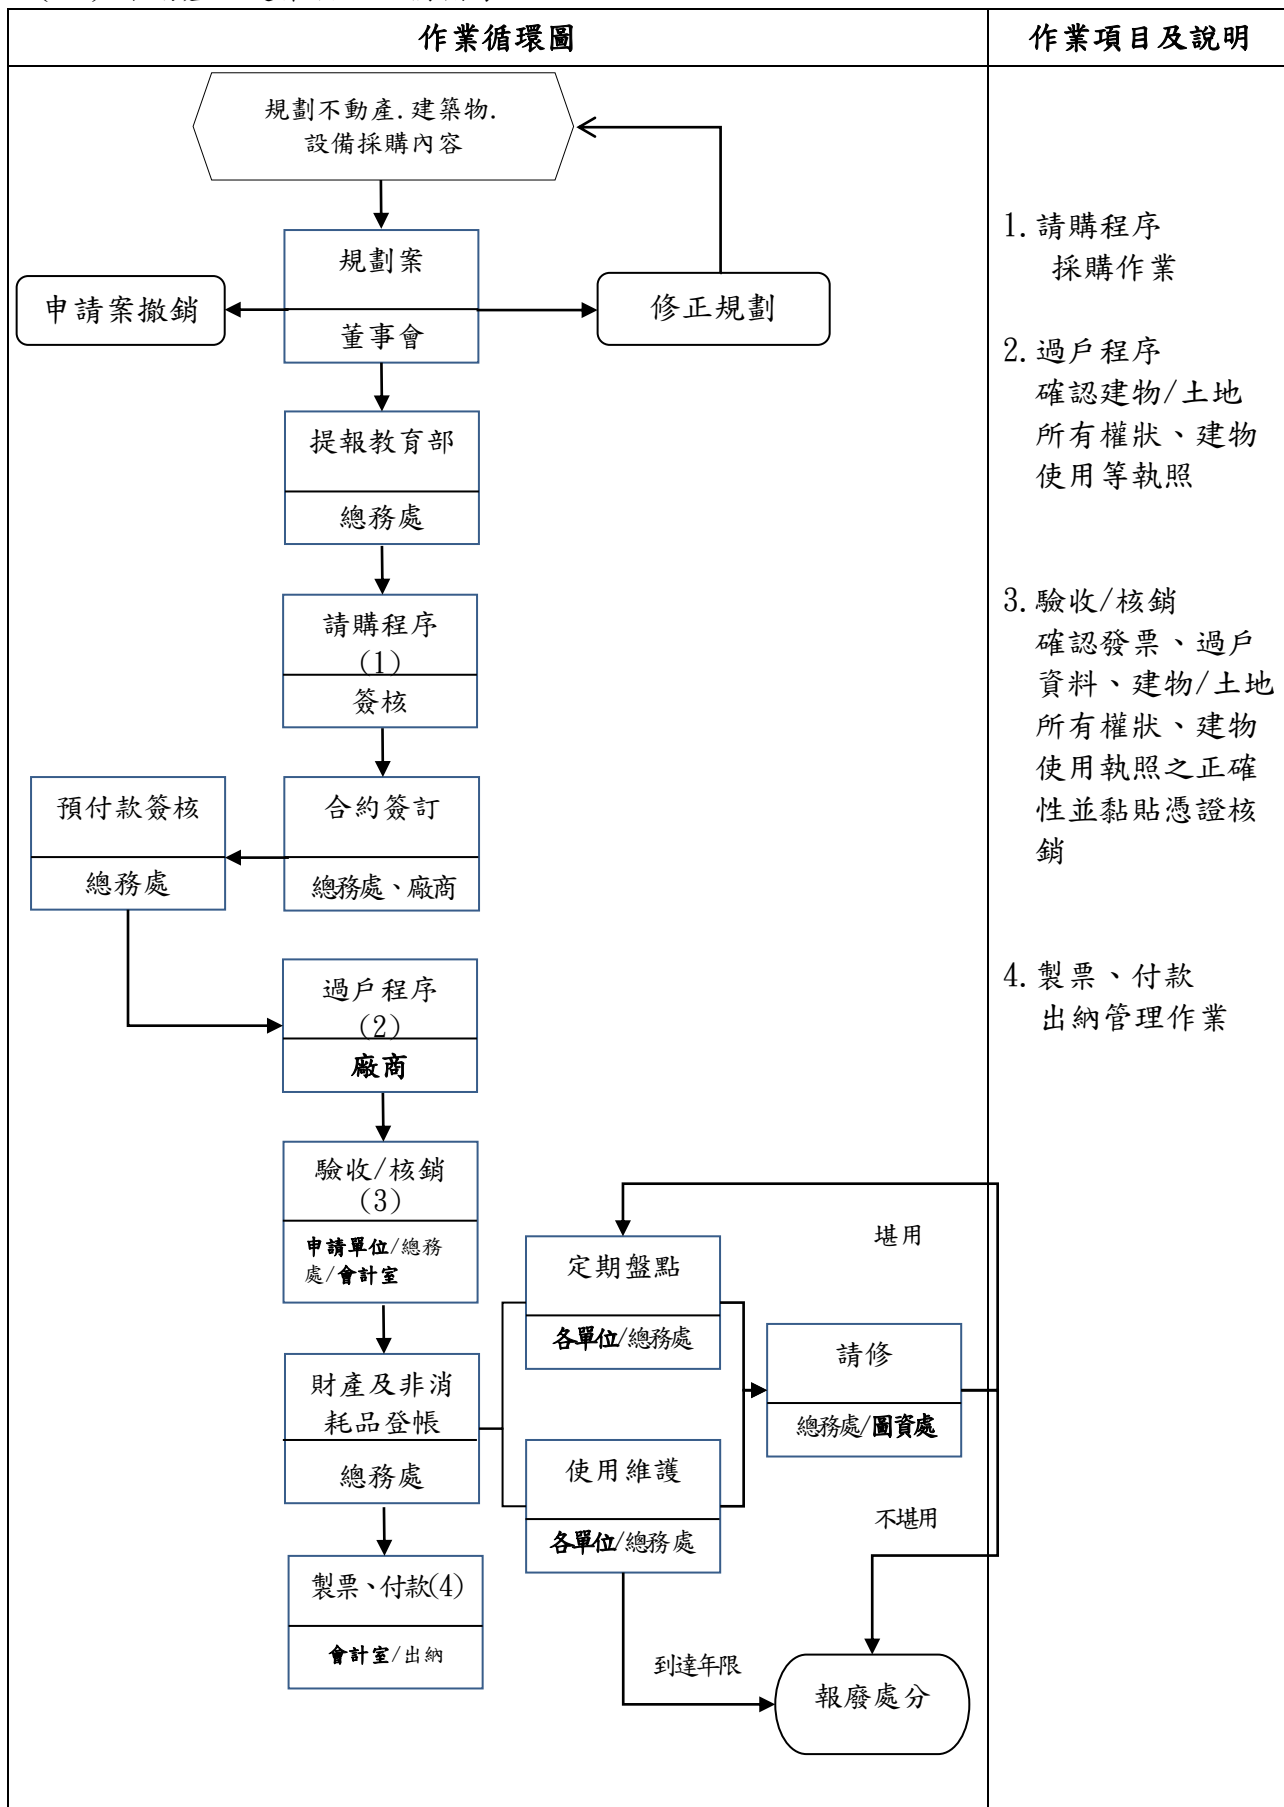 作業循環圖
作業項目及說明
規劃不動產.建築物.
設備採購內容
規劃案
董事會
申請案撤銷
修正規劃
提報教育部
總務處
請購程序
(1)
簽核
預付款簽核
總務處
合約簽訂
總務處、廠商
過戶程序
(2)
廠商
驗收/核銷
(3)
申請單位/總務
處/會計室
財產及非消
耗品登帳
總務處
製票、付款(4)
會計室/出納
定期盤點
各單位/總務處
使用維護
各單位/總務處
請修
總務處/圖資處
堪用
不堪用
到達年限
報廢處分
1.請購程序
採購作業
2.過戶程序
確認建物/土地
所有權狀、建物
使用等執照
3.驗收/核銷
確認發票、過戶
資料、建物/土地
所有權狀、建物
使用執照之正確
性並黏貼憑證核
銷
4.製票、付款
出納管理作業